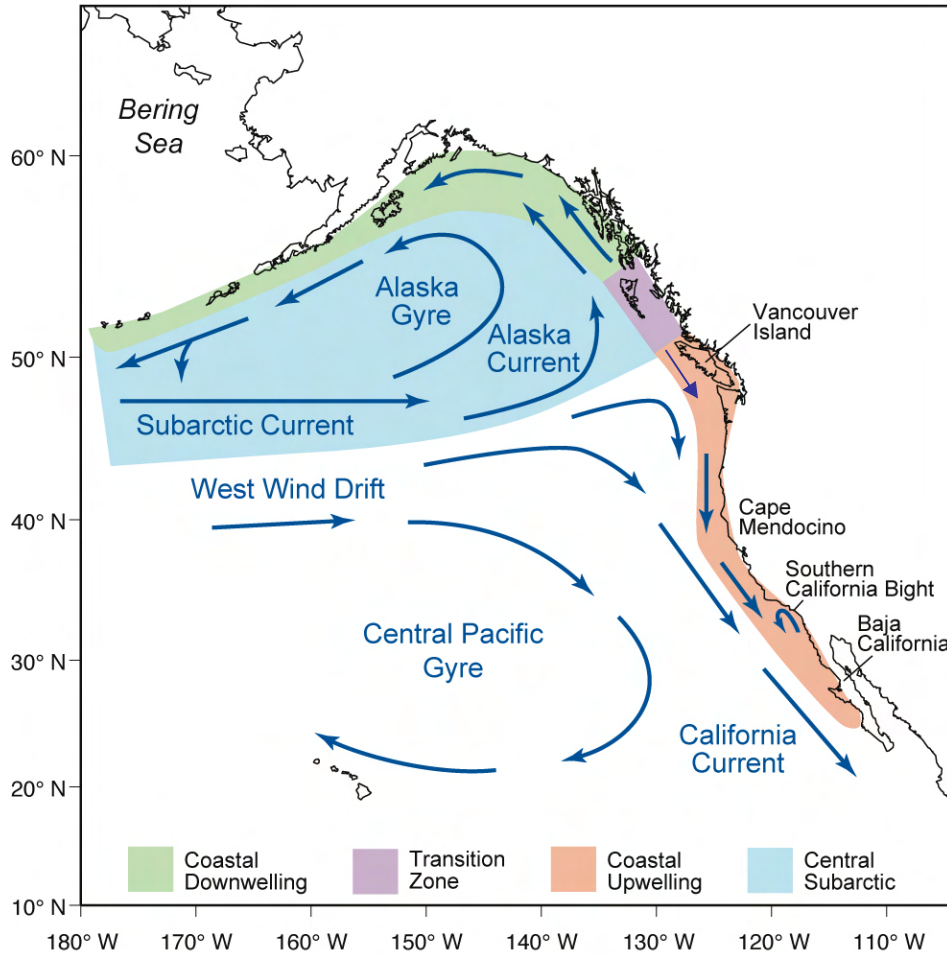 Bering
Sea
60° N
50° N
40° N
30° N
20° N
10° N
Alaska
Gyre
Alaska
Current
Vancouver
Island
Subarctic Current
West Wind Drift
Cape
Mendocino
Southern
California Bight
Baja
California
Central Pacific
Gyre
California
Current
Coastal
Downwelling
Transition
Zone
Coastal
Upwelling
Central
Subarctic
180° W
170° W
160° W
150° W
140° W
130° W
120° W
110° W